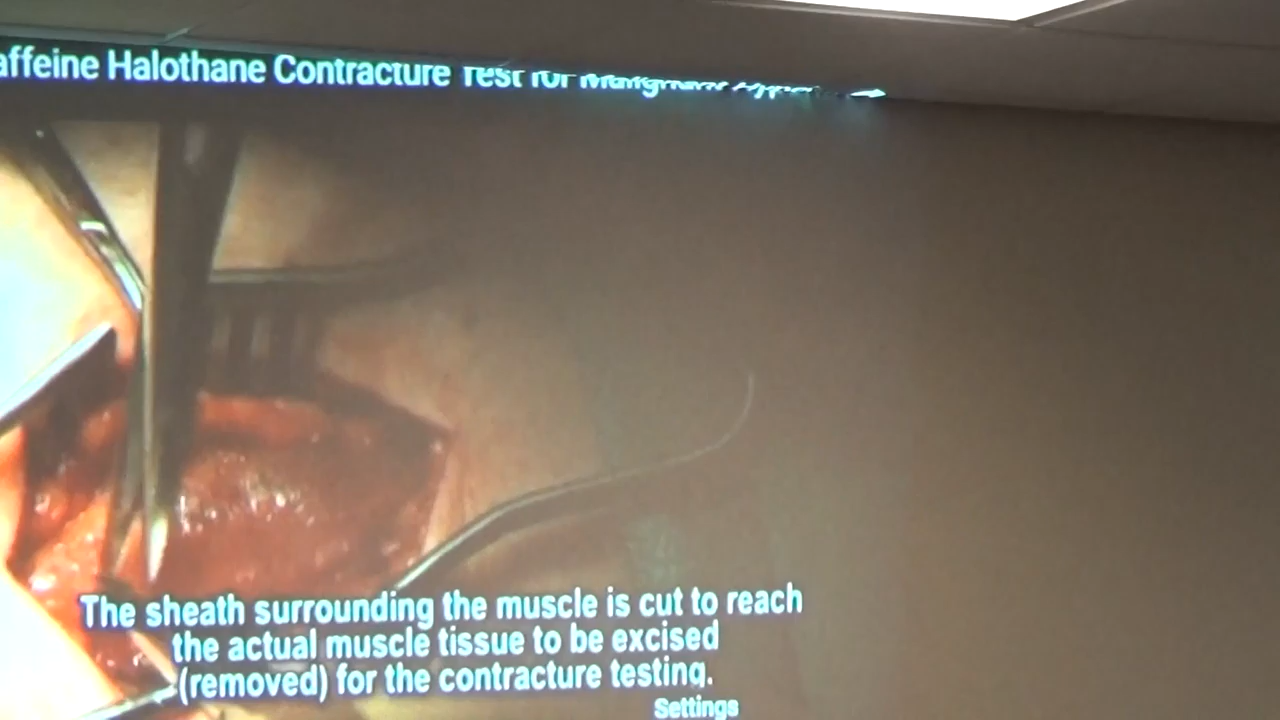 affeine Halothane Contracture Test for Malignant
The sheath surrounding the muscle is cut to reach
the actual muscle tissue to be excised
(removed) for the contracture testing.
Settings